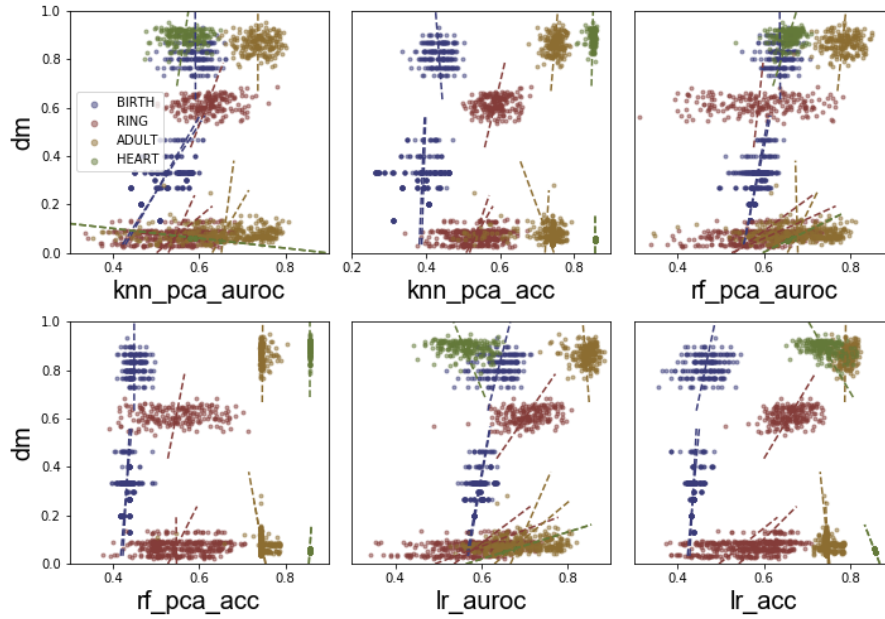 1.0
0.8
0.6
0.4
0.2
0.0
dm
BIRTH
RING
ADULT
HEART
0.4 0.6 0.8
knn_pca_auroc
0.2 0.4 0.6 0.8
knn_pca_acc
0.4 0.6 0.8
rf_pca_auroc
1.0
0.8
0.6
0.4
0.2
0.0
dm
0.4 0.6 0.8
rf_pca_acc
0.4 0.6 0.8
lr_auroc
0.4 0.6 0.8
lr_acc